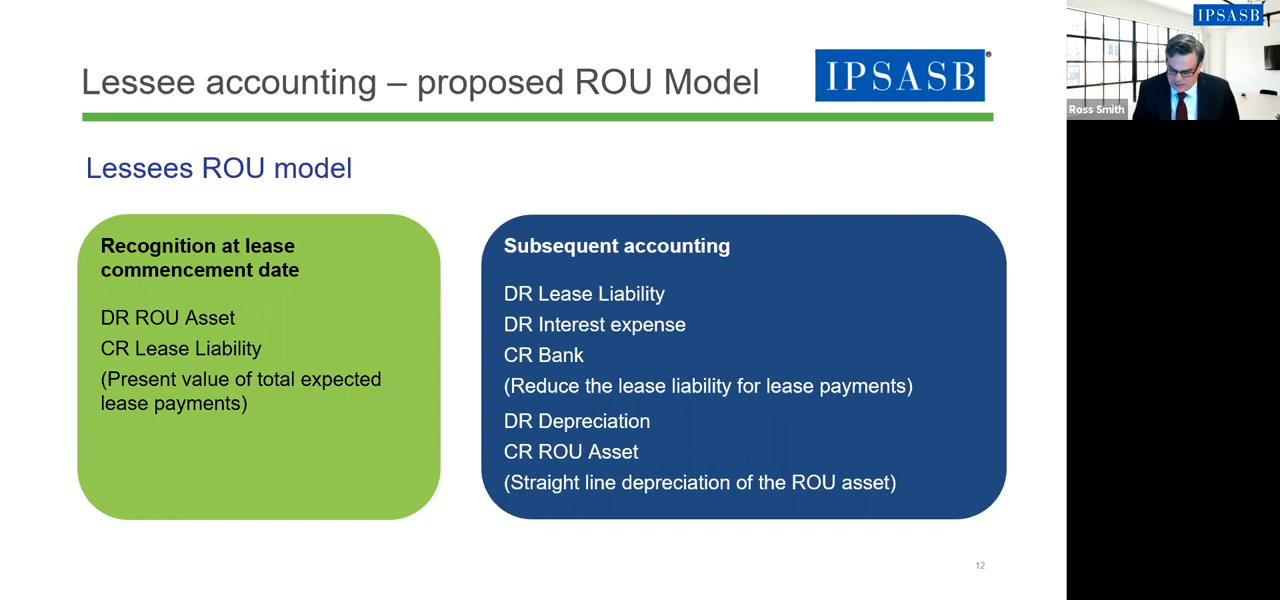 Lessee accounting – proposed ROU Model
IPSASB®
Lessees ROU model
Recognition at lease
commencement date
DR ROU Asset
CR Lease Liability
(Present value of total expected
lease payments)
Subsequent accounting
DR Lease Liability
DR Interest expense
CR Bank
(Reduce the lease liability for lease payments)
DR Depreciation
CR ROU Asset
(Straight line depreciation of the ROU asset)
12
IPSASB
Ross Smith